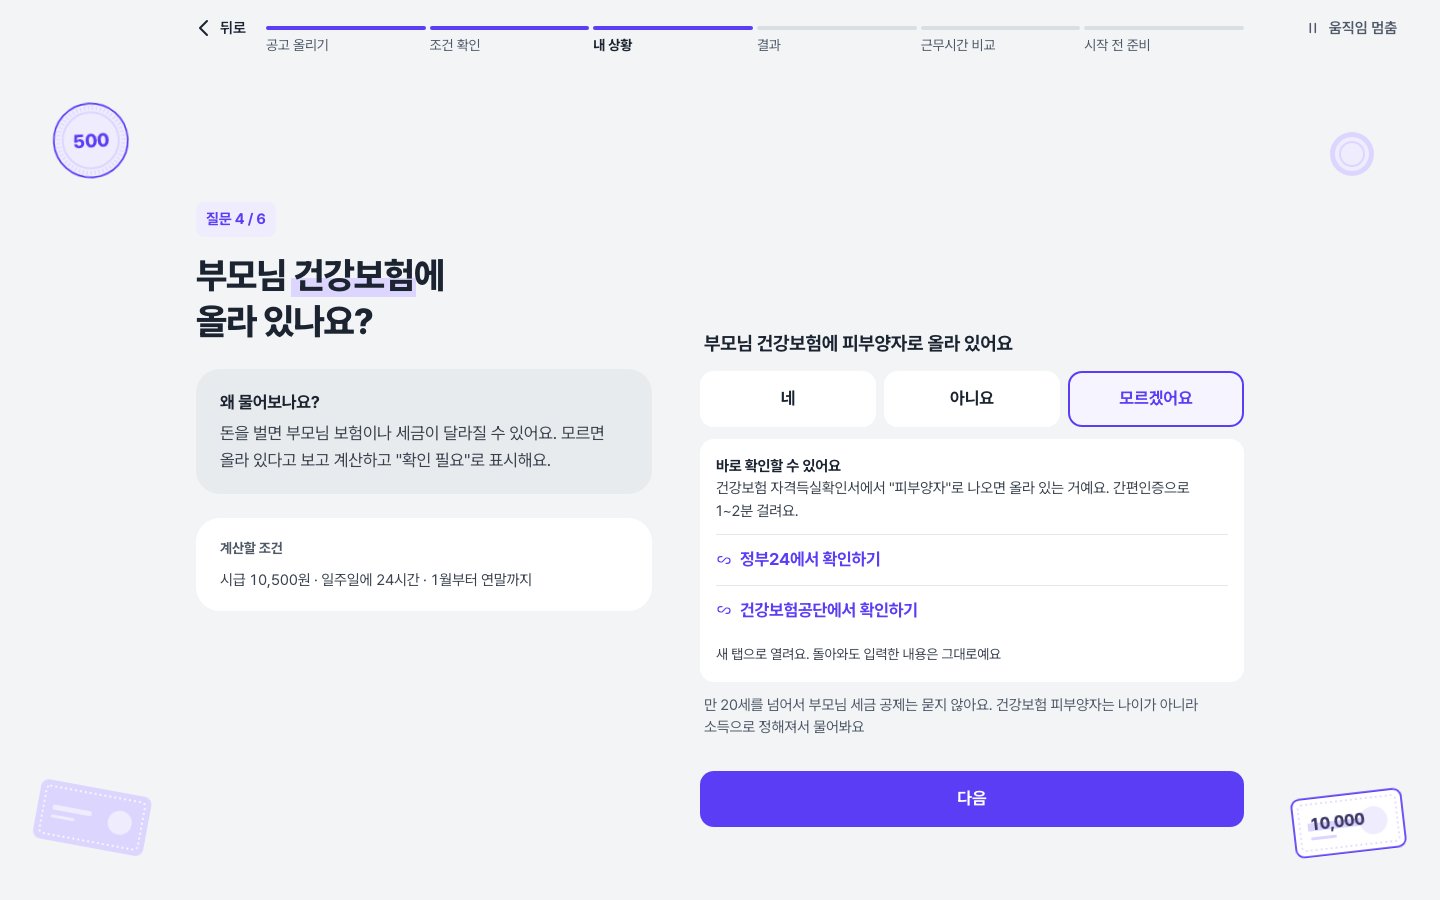 뒤로
공고 올리기
조건 확인
내 상황
결과
근무시간 비교
시작 전 준비
움직임 멈춤
500
질문 4 / 6
부모님 건강보험에
올라 있나요?
왜 물어보나요?
돈을 벌면 부모님 보험이나 세금이 달라질 수 있어요. 모르면
올라 있다고 보고 계산하고 "확인 필요"로 표시해요.
계산할 조건
시급 10,500원 · 일주일에 24시간 · 1월부터 연말까지
부모님 건강보험에 피부양자로 올라 있어요
네
아니요
모르겠어요
바로 확인할 수 있어요
건강보험 자격득실확인서에서 "피부양자"로 나오면 올라 있는 거예요. 간편인증으로
1~2분 걸려요.
정부24에서 확인하기
건강보험공단에서 확인하기
새 탭으로 열려요. 돌아와도 입력한 내용은 그대로예요
만 20세를 넘어서 부모님 세금 공제는 묻지 않아요. 건강보험 피부양자는 나이가 아니라
소득으로 정해져서 물어봐요
다음
10,000